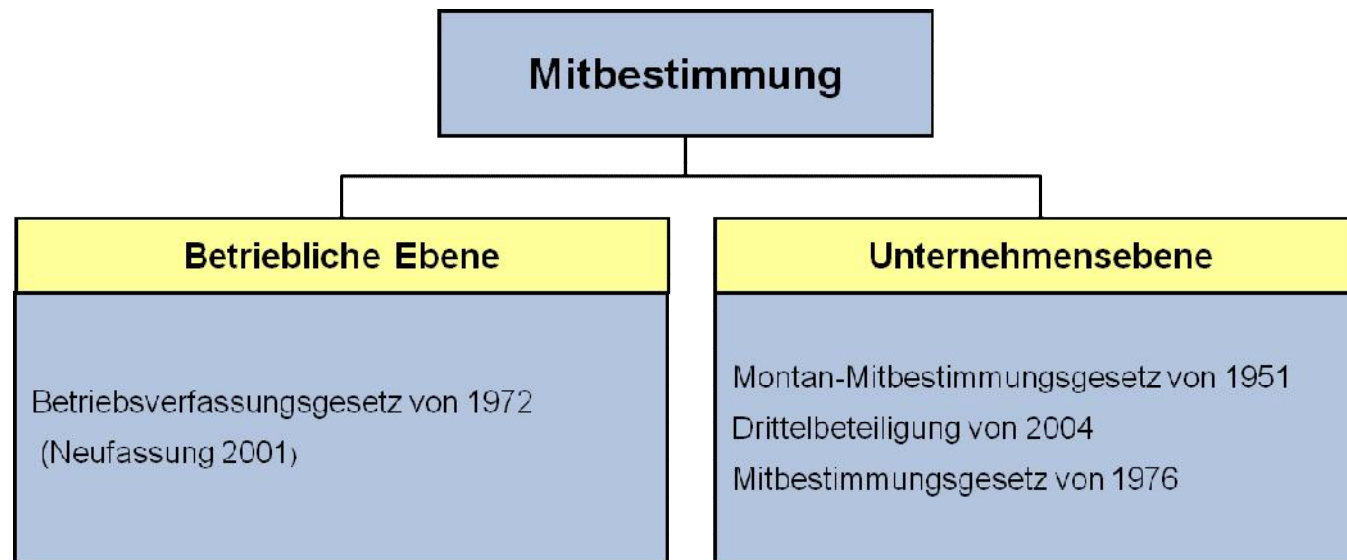 Mitbestimmung
Betriebliche Ebene
Betriebsverfassungsgesetz von 1972
(Neufassung 2001)
Unternehmensebene
Montan-Mitbestimmungsgesetz von 1951
Drittelbeteiligung von 2004
Mitbestimmungsgesetz von 1976